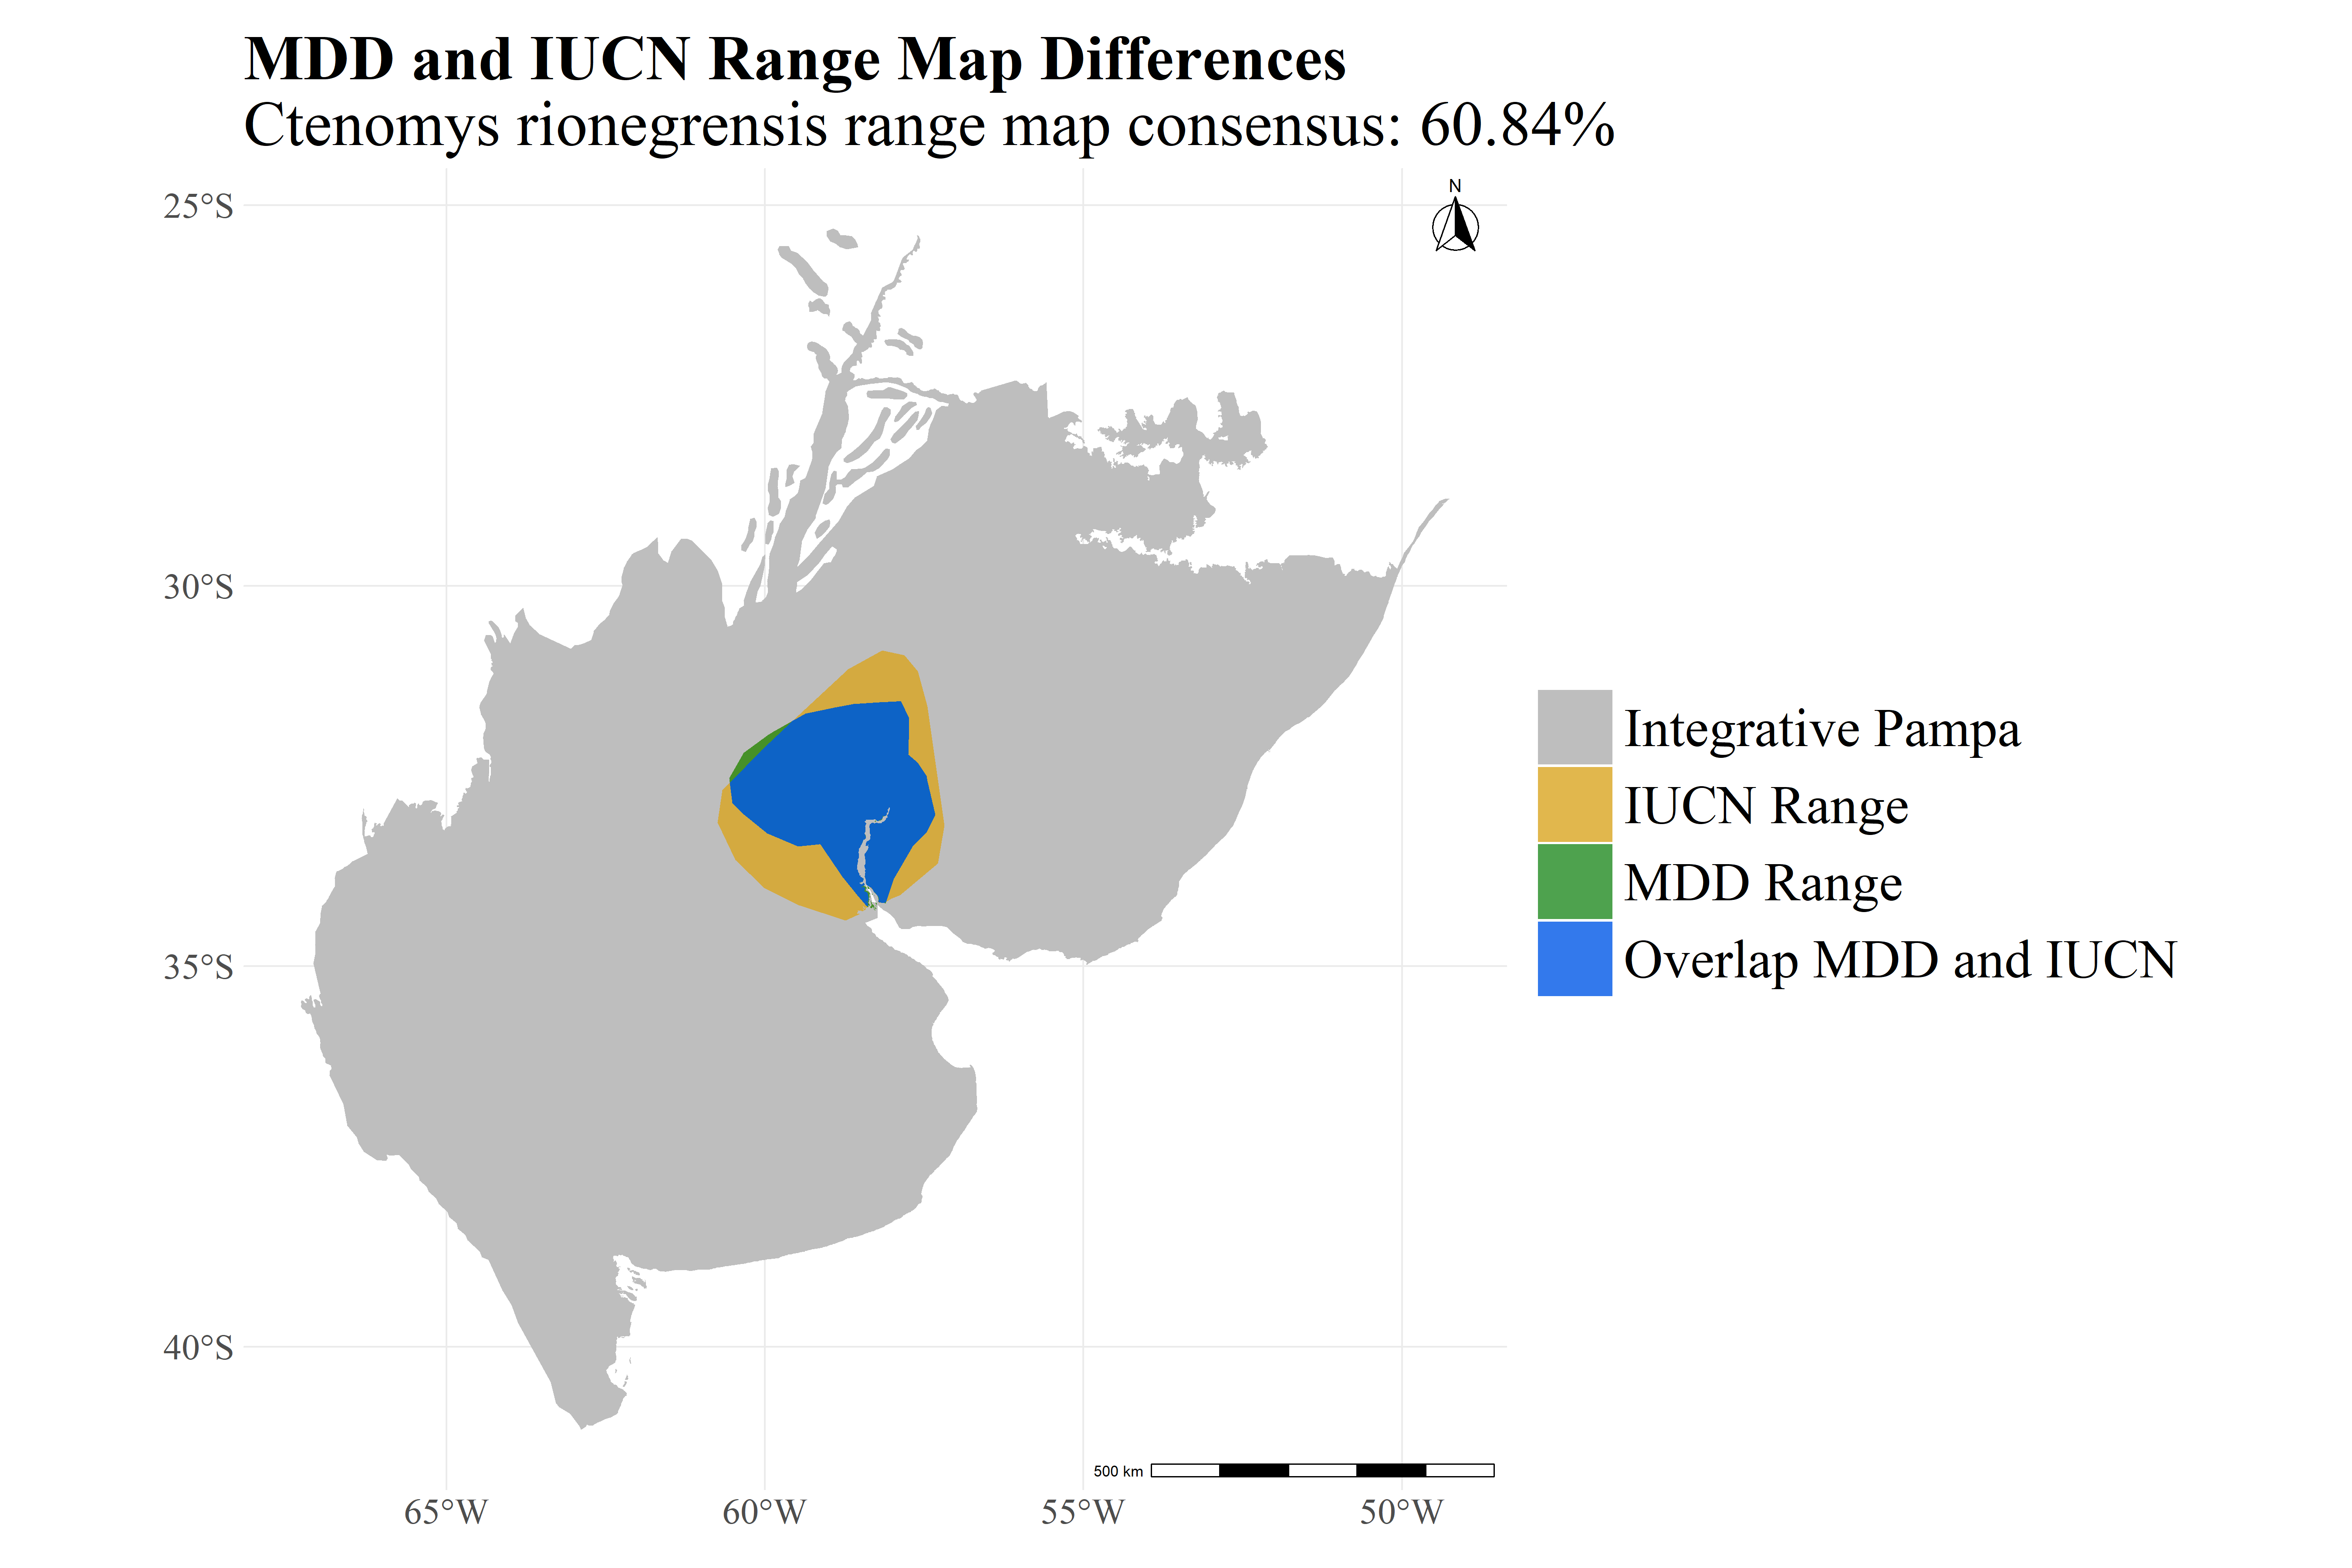 MDD and IUCN Range Map Differences
Ctenomys rionegrensis range map consensus: 60.84%
N
25°S
30°S
35°S
40°S
65°W
60°W
55°W
50°W
500 km
Integrative Pampa
IUCN Range
MDD Range
Overlap MDD and IUCN